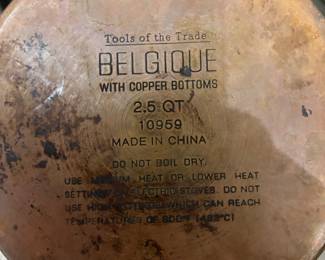 Tools of the Trade
BELGIQUE
WITH COPPER BOTTOMS
2.5 QT
10959
MADE IN CHINA
DO NOT BOIL DRY.
USE MEDIUM HEAT OR LOWER HEAT
SETTINGS ON ELECTRIC STOVES. DO NOT
USE HIGH SETTINGS WHICH CAN REACH
TEMPERATURES OF